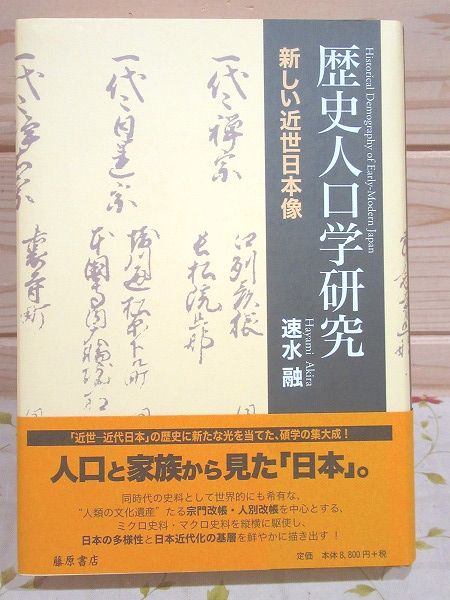 歴史人口学研究
Historical Demography of Early-Modern Japan
新しい近世日本像
速水 融
Hayami Akira
一代々禅宗
「近世–近代日本」の歴史に新たな光を当てた、碩学の集大成！
人口と家族から見た「日本」。
同時代の史料として世界的にも希有な、
“人類の文化遺産”たる宗門改帳・人別改帳を中心とする、
ミクロ史料・マクロ史料を縦横に駆使し、
日本の多様性と日本近代化の基層を鮮やかに描き出す！
藤原書店
定価 本体8,800円+税